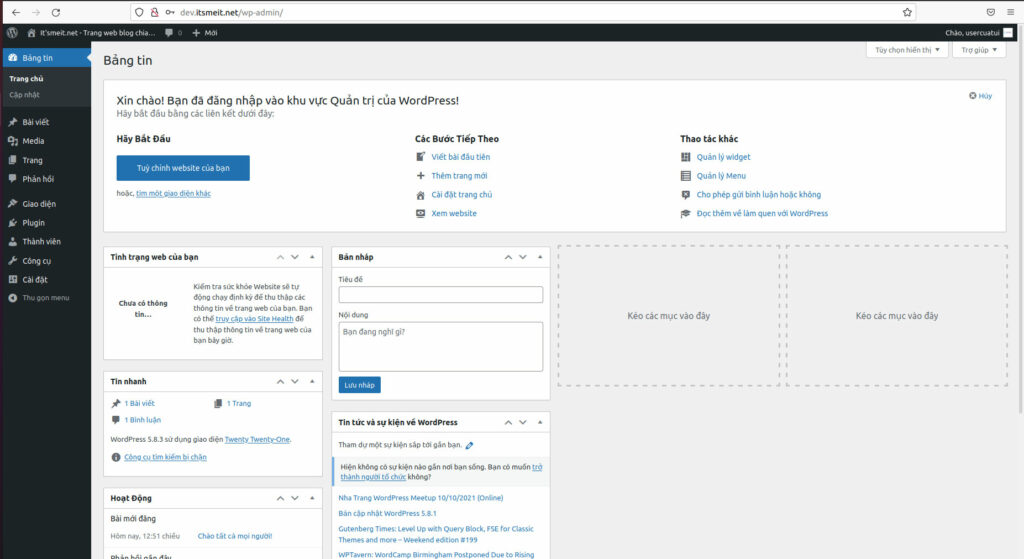 dev.itsmeit.net/wp-admin/
It'smeit.net - Trang web blog chia… 0 Mới Chào, usercuatui
Bảng tin
Trang chủ
Cập nhật
Bài viết
Media
Trang
Phản hồi
Giao diện
Plugin
Thành viên
Công cụ
Cài đặt
Thu gọn menu
Tùy chọn hiển thị ▼ Trợ giúp ▼
Bảng tin
Xin chào! Bạn đã đăng nhập vào khu vực Quản trị của WordPress!
Hãy bắt đầu bằng các liên kết dưới đây:
Hủy
Hãy Bắt Đầu
Tuỳ chỉnh website của bạn
hoặc, tìm một giao diện khác
Các Bước Tiếp Theo
Viết bài đầu tiên
Thêm trang mới
Cài đặt trang chủ
Xem website
Thao tác khác
Quản lý widget
Quản lý Menu
Cho phép gửi bình luận hoặc không
Đọc thêm về làm quen với WordPress
Tình trạng web của bạn
Chưa có thông
tin…
Kiểm tra sức khỏe Website sẽ tự
động chạy định kỳ để thu thập các
thông tin về trang web của bạn. Bạn
có thể truy cập vào Site Health để
thu thập thông tin về trang web của
bạn bây giờ.
Tin nhanh
1 Bài viết 1 Trang
1 Bình luận
WordPress 5.8.3 sử dụng giao diện Twenty Twenty-One.
Công cụ tìm kiếm bị chặn
Hoạt Động
Bài mới đăng
Hôm nay, 12:51 chiều Chào tất cả mọi người!
Phản hồi gần đây
Bản nháp
Tiêu đề
Nội dung
Bạn đang nghĩ gì?
Lưu nháp
Tin tức và sự kiện về WordPress
Tham dự một sự kiện sắp tới gần bạn.
Hiện không có sự kiện nào gần nơi bạn sống. Bạn có muốn trở
thành người tổ chức không?
Nha Trang WordPress Meetup 10/10/2021 (Online)
Bản cập nhật WordPress 5.8.1
Gutenberg Times: Level Up with Query Block, FSE for Classic
Themes and more – Weekend edition #199
WPTavern: WordCamp Birmingham Postponed Due to Rising
Kéo các mục vào đây
Kéo các mục vào đây